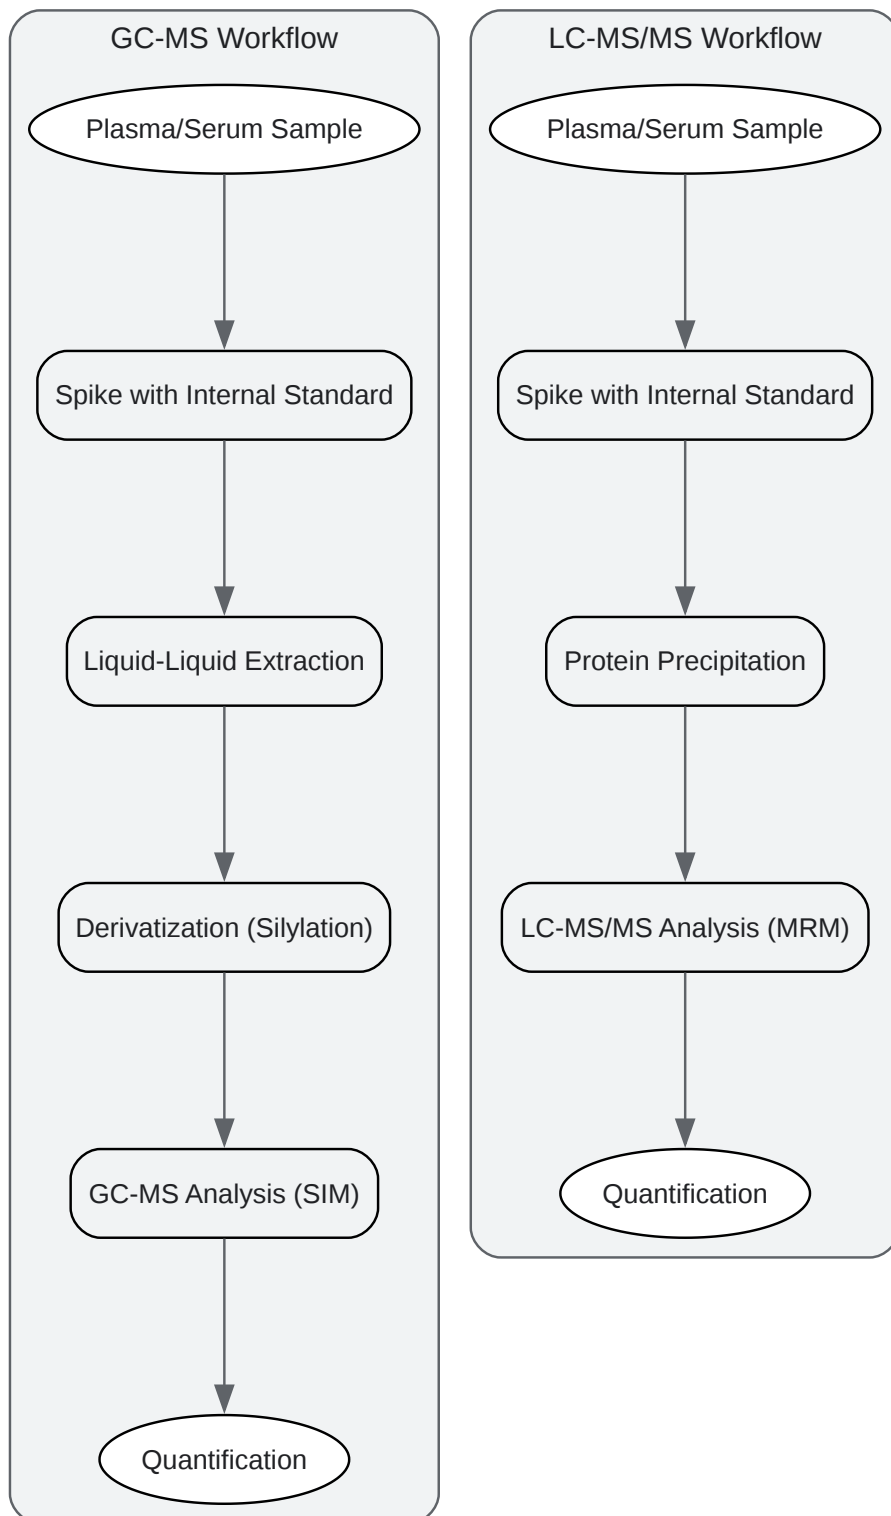 GC-MS Workflow
Plasma/Serum Sample
Spike with Internal Standard
Liquid-Liquid Extraction
Derivatization (Silylation)
GC-MS Analysis (SIM)
Quantification
LC-MS/MS Workflow
Plasma/Serum Sample
Spike with Internal Standard
Protein Precipitation
LC-MS/MS Analysis (MRM)
Quantification